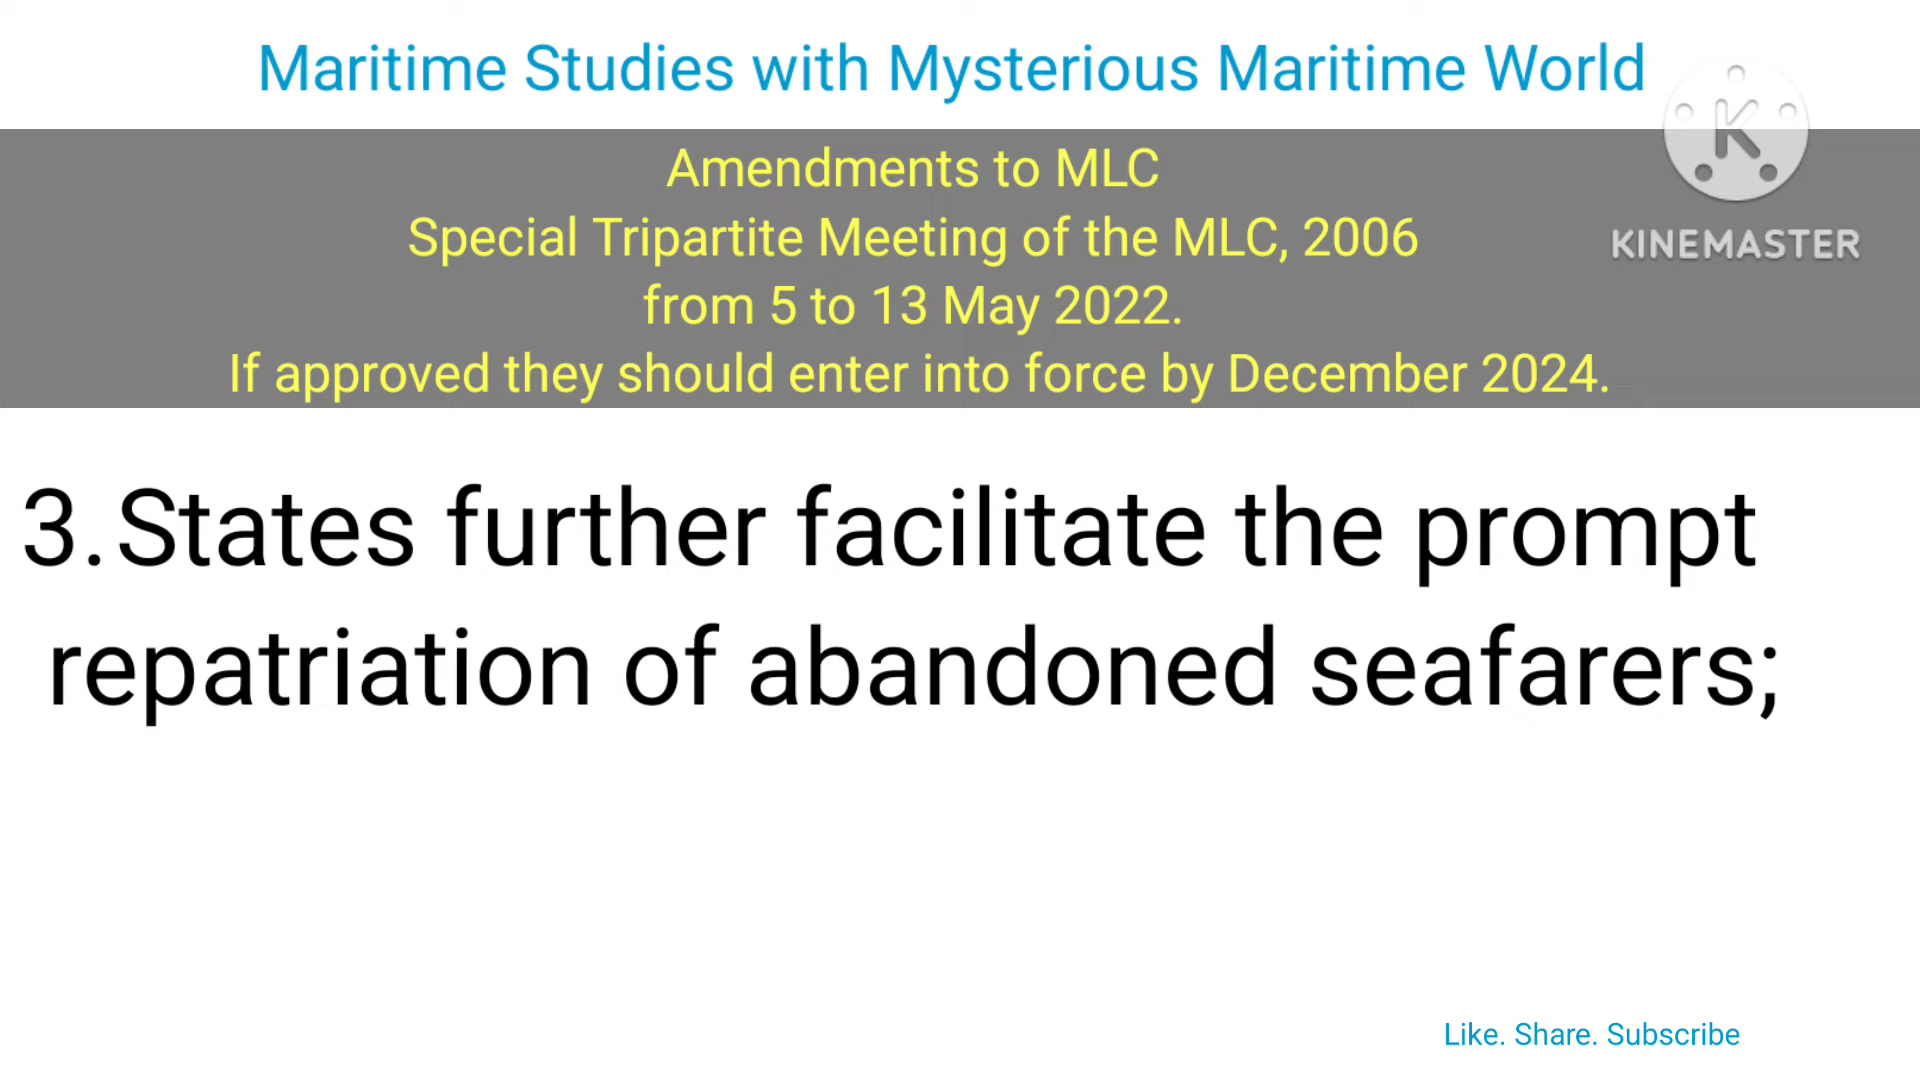 Maritime Studies with Mysterious Maritime World
Amendments to MLC
Special Tripartite Meeting of the MLC, 2006
from 5 to 13 May 2022.
If approved they should enter into force by December 2024.
K
KINEMASTER
3.States further facilitate the prompt
repatriation of abandoned seafarers;
Like. Share. Subscribe